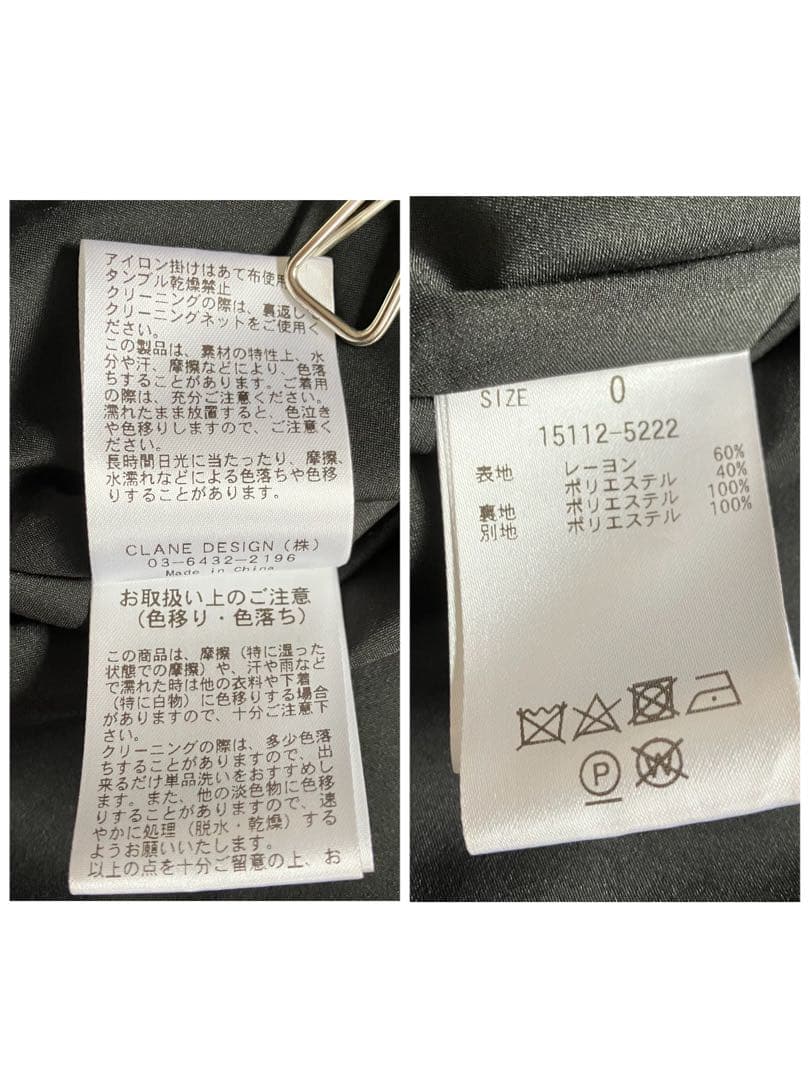 アイロン掛けはあて布使
タンブル乾燥禁止
クリーニングの際は、裏返し
クリーニングネットをご使用く
ださい。
この製品は、素材の特性上、水
分や汗、摩擦などにより、色落
ちすることがあります。ご着用
の際は、充分ご注意ください。
濡れたまま放置すると、色泣き
や色移りしますので、ご注意く
ださい。
長時間日光に当たったり、摩擦、
水濡れなどによる色落ちや色移
りすることがあります。
CLANE DESIGN (株)
03-6432-2196
Made in China
お取扱い上のご注意
(色移り・色落ち)
この商品は、摩擦(特に湿った
状態での摩擦)や、汗や雨など
で濡れた時は他の衣料や下着
(特に白物)に色移りする場合
がありますので、十分ご注意下
さい。
クリーニングの際は、多少色落
ちすることがありますので、出
来るだけ単品洗いをおすすめし
ます。また、他の淡色物に色移
りすることがありますので、速
やかに処理(脱水・乾燥)する
ようお願いいたします。
以上の点を十分ご留意の上、お
SIZE 0
15112-5222
表地 レーヨン 60%
ポリエステル 40%
裏地 ポリエステル 100%
別地 ポリエステル 100%
P
W